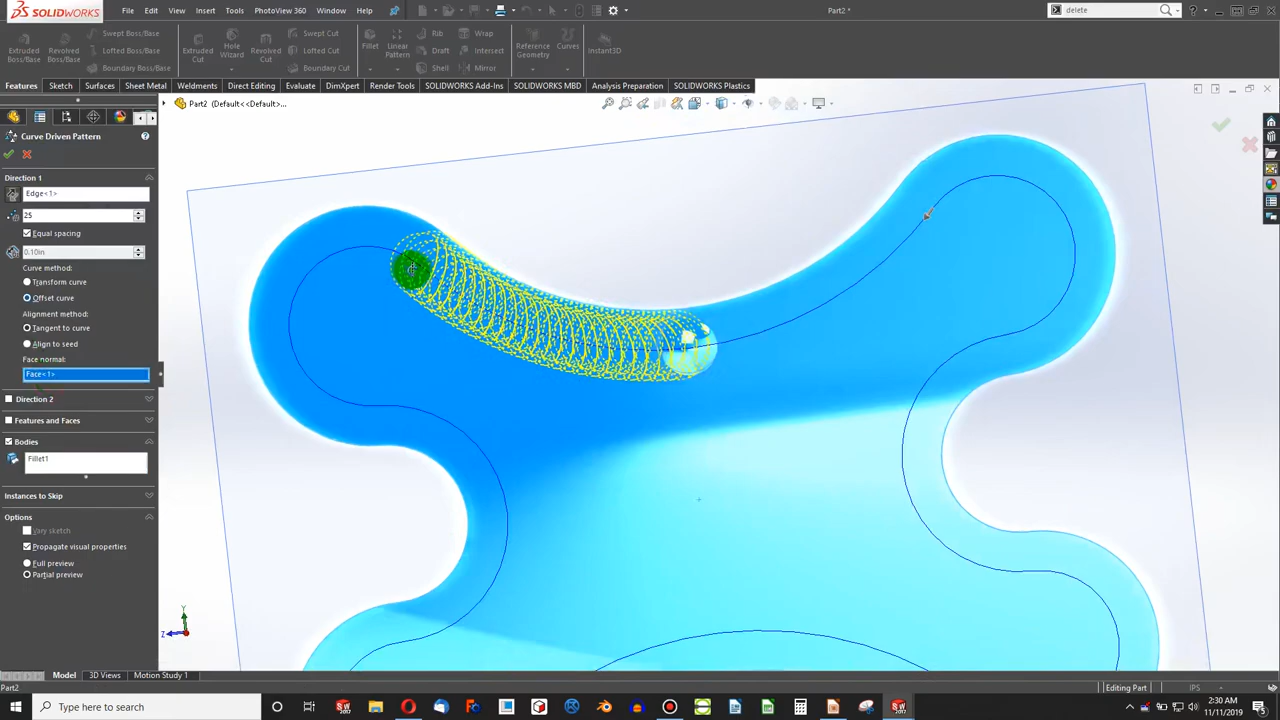 SOLIDWORKS File Edit View Insert Tools PhotoView 360 Window Help Part2 * delete
Extruded Boss/Base Revolved Boss/Base Swept Boss/Base Lofted Boss/Base Boundary Boss/Base Extruded Cut Hole Wizard Revolved Cut Swept Cut Lofted Cut Boundary Cut Fillet Linear Pattern Rib Draft Shell Wrap Intersect Mirror Reference Geometry Curves Instant3D
Features Sketch Surfaces Sheet Metal Weldments Direct Editing Evaluate DimXpert Render Tools SOLIDWORKS Add-Ins SOLIDWORKS MBD Analysis Preparation SOLIDWORKS Plastics
Part2 (Default<<Default>...
Curve Driven Pattern
Direction 1
Edge<1>
25
Equal spacing
0.10in
Curve method:
Transform curve
Offset curve
Alignment method:
Tangent to curve
Align to seed
Face normal:
Face<1>
Direction 2
Features and Faces
Bodies
Fillet1
Instances to Skip
Options
Vary sketch
Propagate visual properties
Full preview
Partial preview
Y
Z
Model 3D Views Motion Study 1
Part2 Editing Part IPS
Type here to search
2:30 AM
11/11/2019